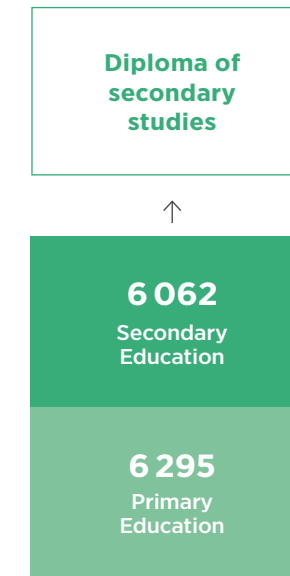 Diploma of
secondary
studies
↑
6 062
Secondary
Education
6 295
Primary
Education